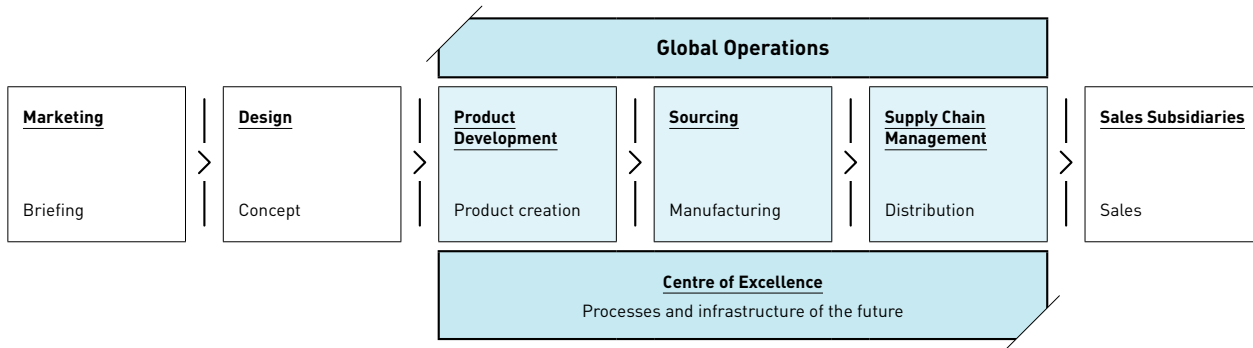 Global Operations
Marketing
Briefing
Design
Concept
Product
Development
Product creation
Sourcing
Manufacturing
Supply Chain
Management
Distribution
Sales Subsidiaries
Sales
Centre of Excellence
Processes and infrastructure of the future